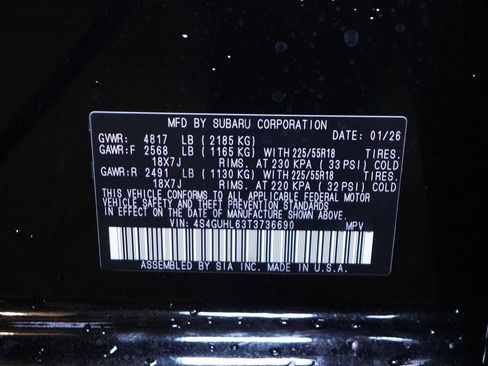 MFD BY SUBARU CORPORATION
GVWR: 4817 LB (2185 KG) DATE: 01/26
GAWR:F 2568 LB (1165 KG) WITH 225/55R18 TIRES.
18X7J RIMS. AT 230 KPA (33 PSI) COLD
GAWR:R 2491 LB (1130 KG) WITH 225/55R18 TIRES.
18X7J RIMS. AT 220 KPA (32 PSI) COLD
THIS VEHICLE CONFORMS TO ALL APPLICABLE FEDERAL MOTOR
VEHICLE SAFETY AND THEFT PREVENTION STANDARDS
IN EFFECT ON THE DATE OF MANUFACTURE SHOWN ABOVE.
VIN: 4S4GUHL63T3736690 MPV
ASSEMBLED BY SIA INC. MADE IN U.S.A.